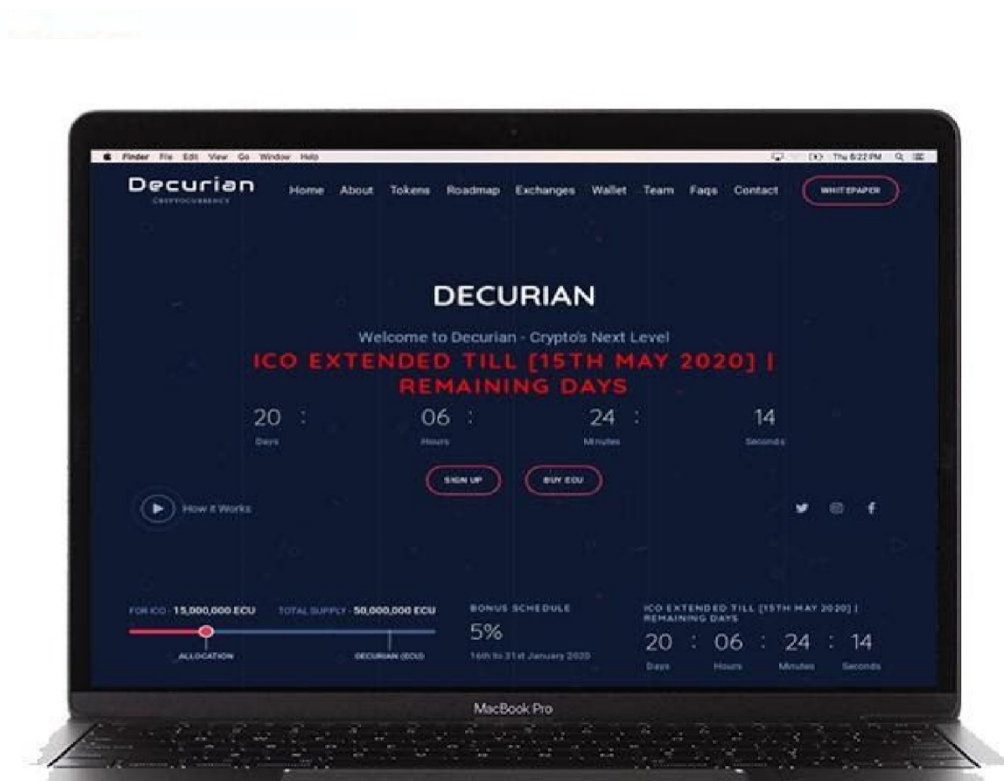 Finder File Edit View Go Window Help Thu 6:22 PM
Decurian
CRYPTOCURRENCY
Home About Tokens Roadmap Exchanges Wallet Team Faqs Contact WHITEPAPER
DECURIAN
Welcome to Decurian - Crypto's Next Level
ICO EXTENDED TILL [15TH MAY 2020] |
REMAINING DAYS
20 : 06 : 24 : 14
Days Hours Minutes Seconds
SIGN UP BUY ECU
How it Works
FOR ICO - 15,000,000 ECU TOTAL SUPPLY - 50,000,000 ECU
ALLOCATION DECURIAN (ECU)
BONUS SCHEDULE
5%
16th to 31st January 2020
ICO EXTENDED TILL [15TH MAY 2020] |
REMAINING DAYS
20 : 06 : 24 : 14
Days Hours Minutes Seconds
MacBook Pro